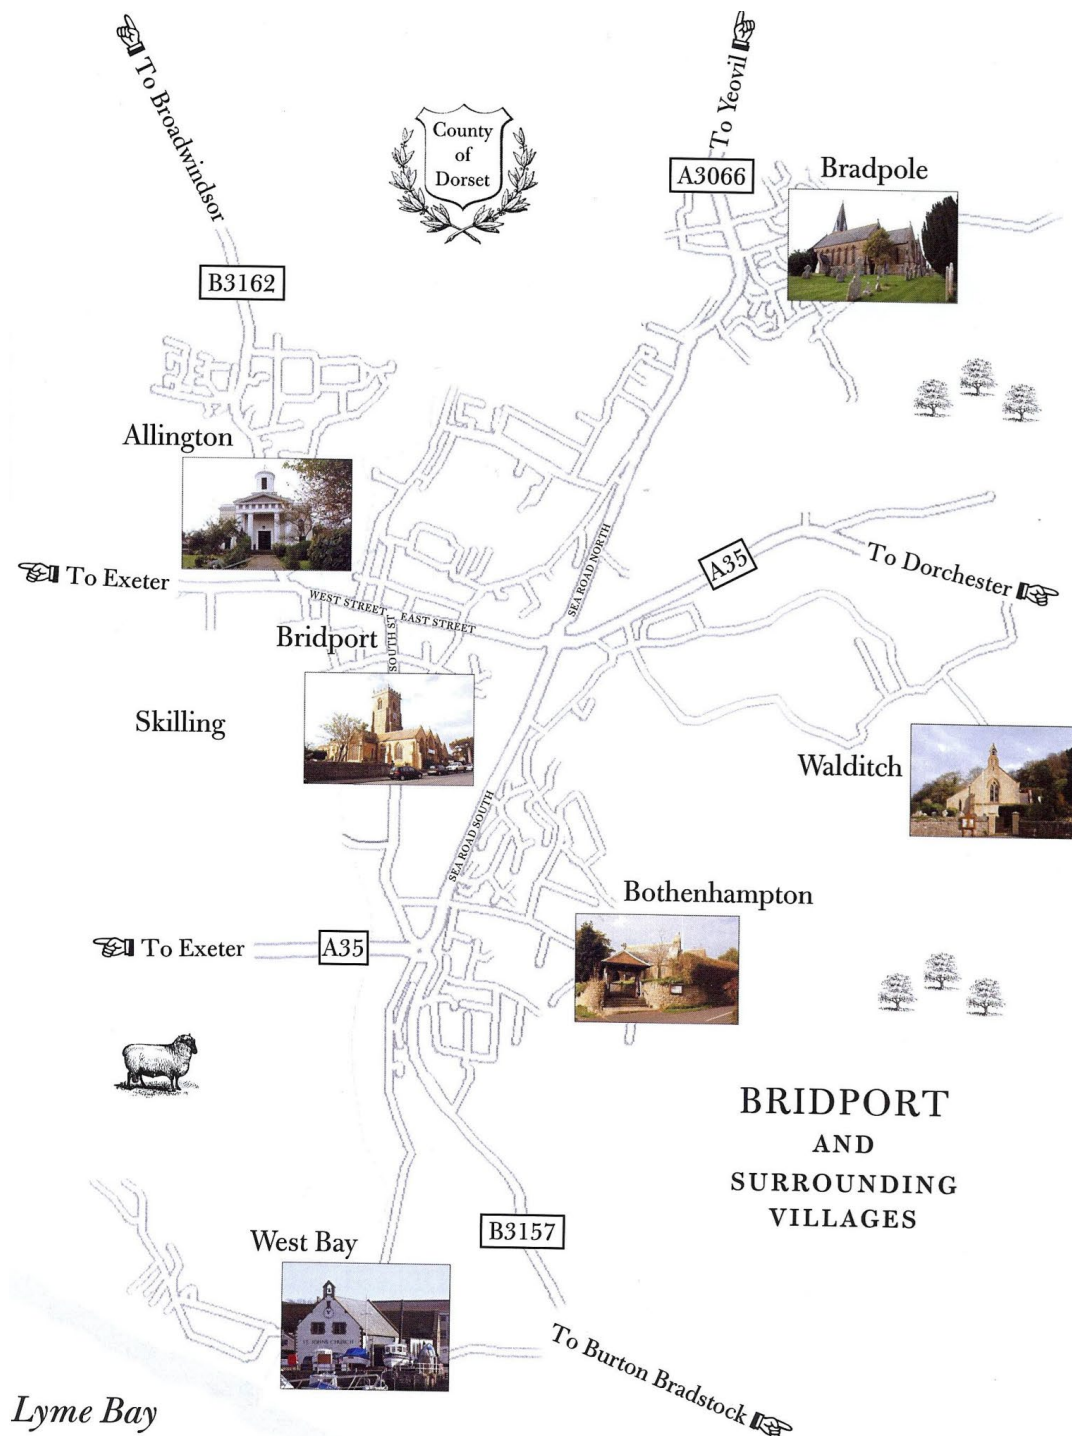 To Broadwindsor
To Yeovil
County
of
Dorset
A3066
Bradpole
B3162
Allington
To Exeter
WEST STREET
EAST STREET
SOUTH ST
SEA ROAD NORTH
A35
To Dorchester
Bridport
Skilling
Walditch
SEA ROAD SOUTH
Bothenhampton
To Exeter
A35
BRIDPORT
AND
SURROUNDING
VILLAGES
B3157
West Bay
ST JOHNS CHURCH
To Burton Bradstock
Lyme Bay